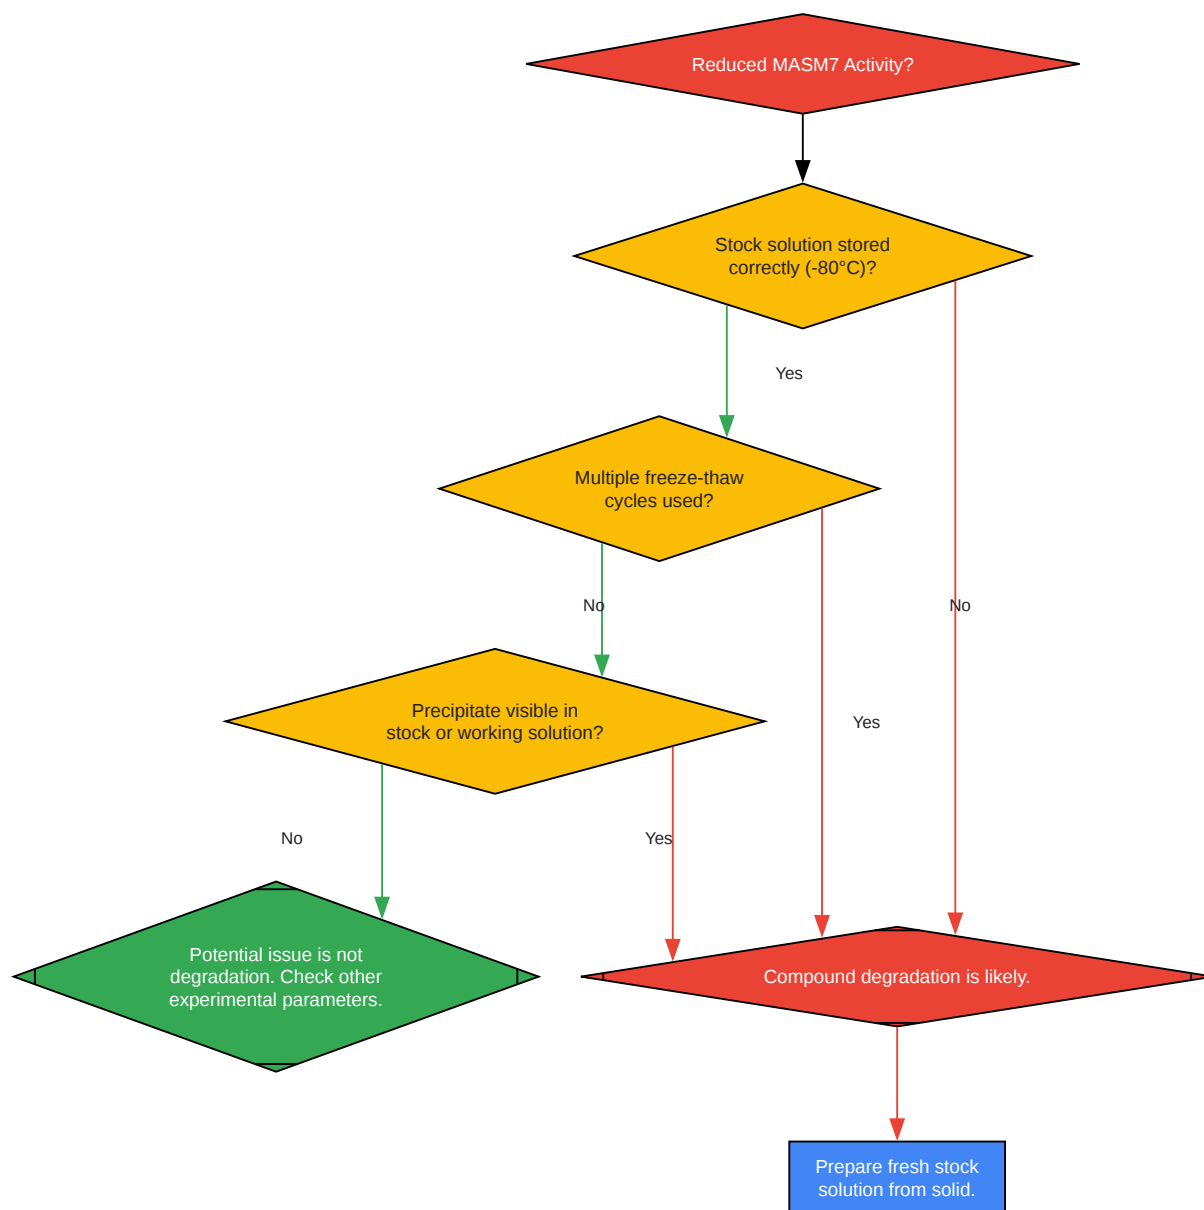 Reduced MASM7 Activity?
Stock solution stored
correctly (-80°C)?
Yes
Multiple freeze-thaw
cycles used?
No
No
Precipitate visible in
stock or working solution?
Yes
No
Yes
Potential issue is not
degradation. Check other
experimental parameters.
Compound degradation is likely.
Prepare fresh stock
solution from solid.